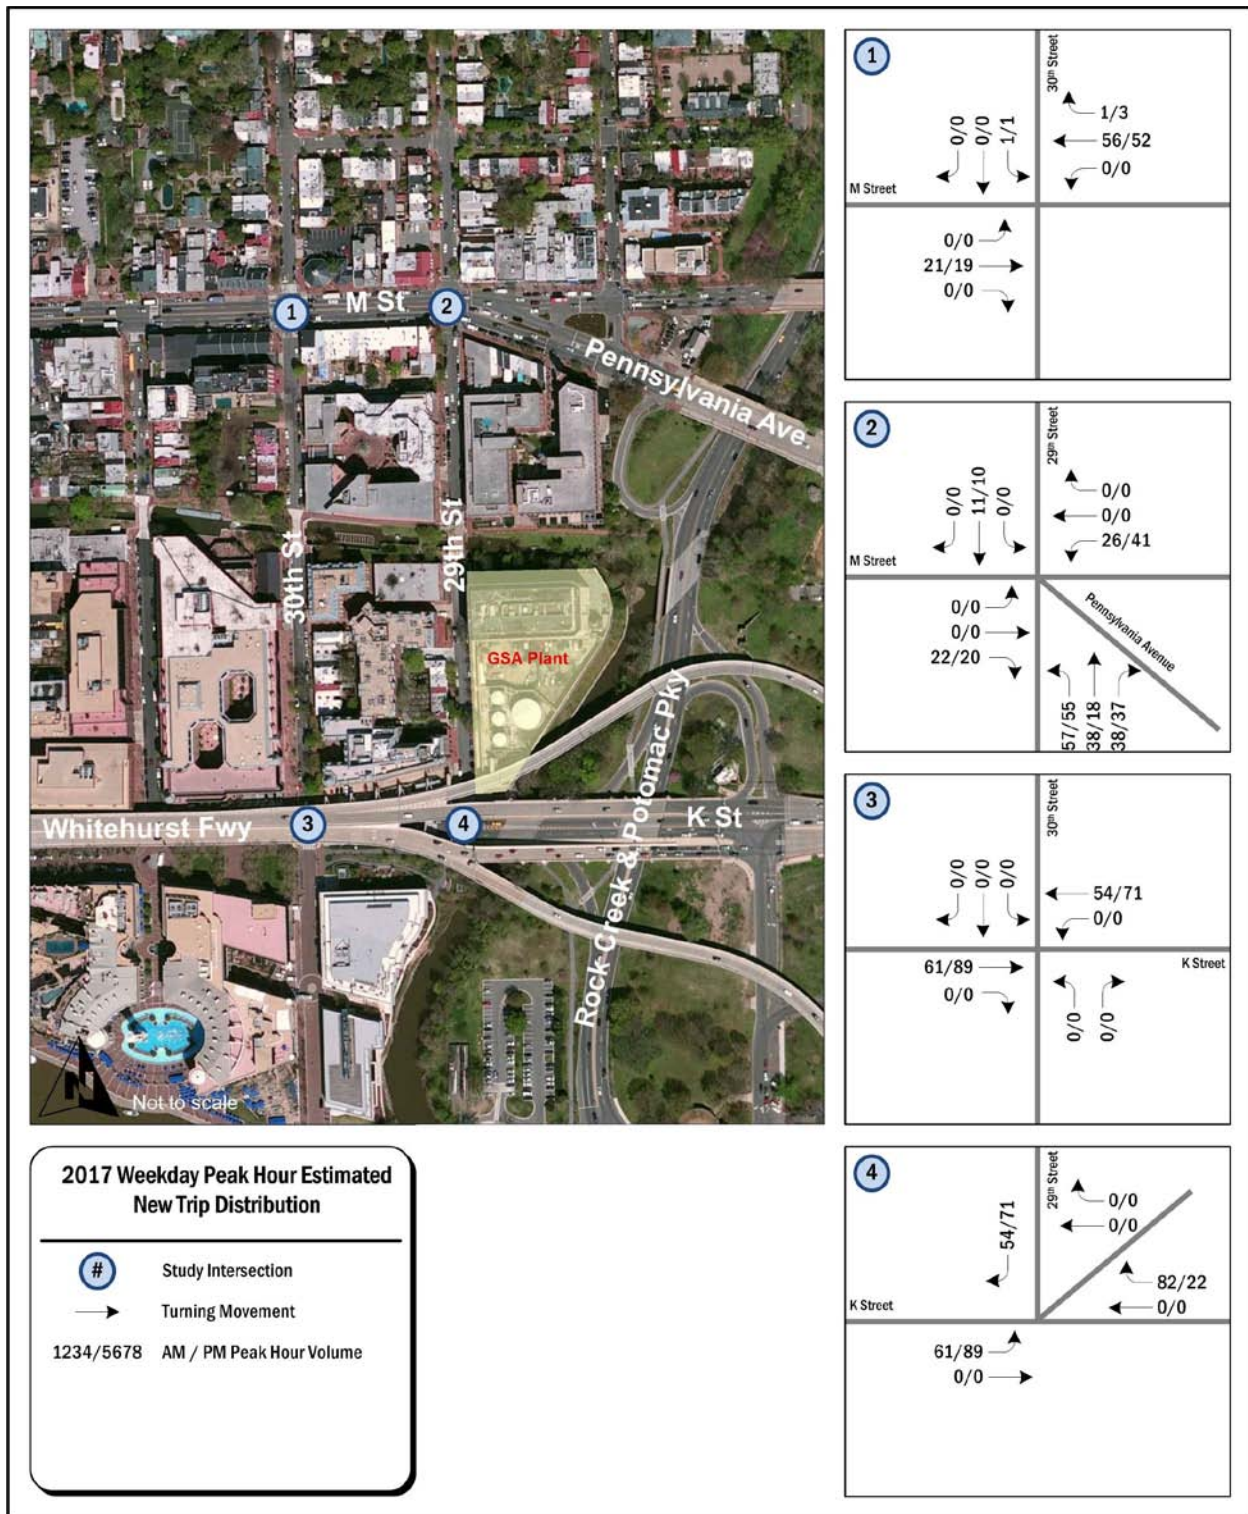 M St
1
2
Pennsylvania Ave.
30th St
29th St
GSA Plant
Rock Creek & Potomac Pky
Whitehurst Fwy
3
4
K St
N
Not to scale
1
30th Street
M Street
0/0
0/0
1/1
1/3
56/52
0/0
0/0
21/19
0/0
2
29th Street
M Street
0/0
11/10
0/0
0/0
0/0
26/41
0/0
0/0
22/20
Pennsylvania Avenue
57/55
38/18
38/37
3
30th Street
0/0
0/0
0/0
54/71
0/0
K Street
61/89
0/0
0/0
0/0
4
29th Street
54/71
0/0
0/0
82/22
0/0
K Street
61/89
0/0
2017 Weekday Peak Hour Estimated
New Trip Distribution
# Study Intersection
Turning Movement
1234/5678 AM / PM Peak Hour Volume